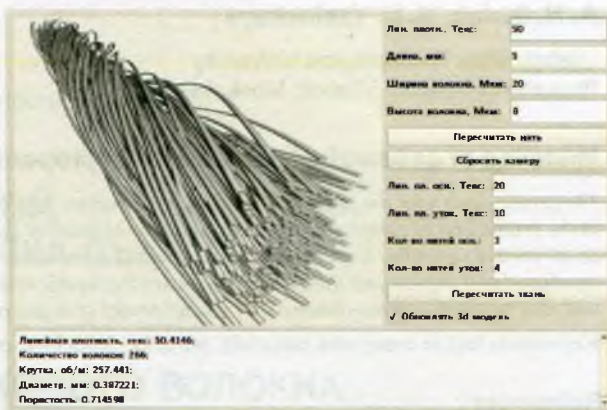 Лин. плотн., Текс: 50
Длина, мм: 5
Ширина волокна, Мкм: 20
Высота волокна, Мкм: 8
Пересчитать нить
Сбросить камеру
Лин. пл. осн., Текс: 20
Лин. пл. уток, Текс: 10
Кол-во нитей осн.: 3
Кол-во нитей уток: 4
Пересчитать ткань
✓ Обновлять 3d модель
Линейная плотность, текс: 50.4146;
Количество волокон: 266;
Крутка, об/м: 257.441;
Диаметр, мм: 0.387221;
Пористость: 0.714598